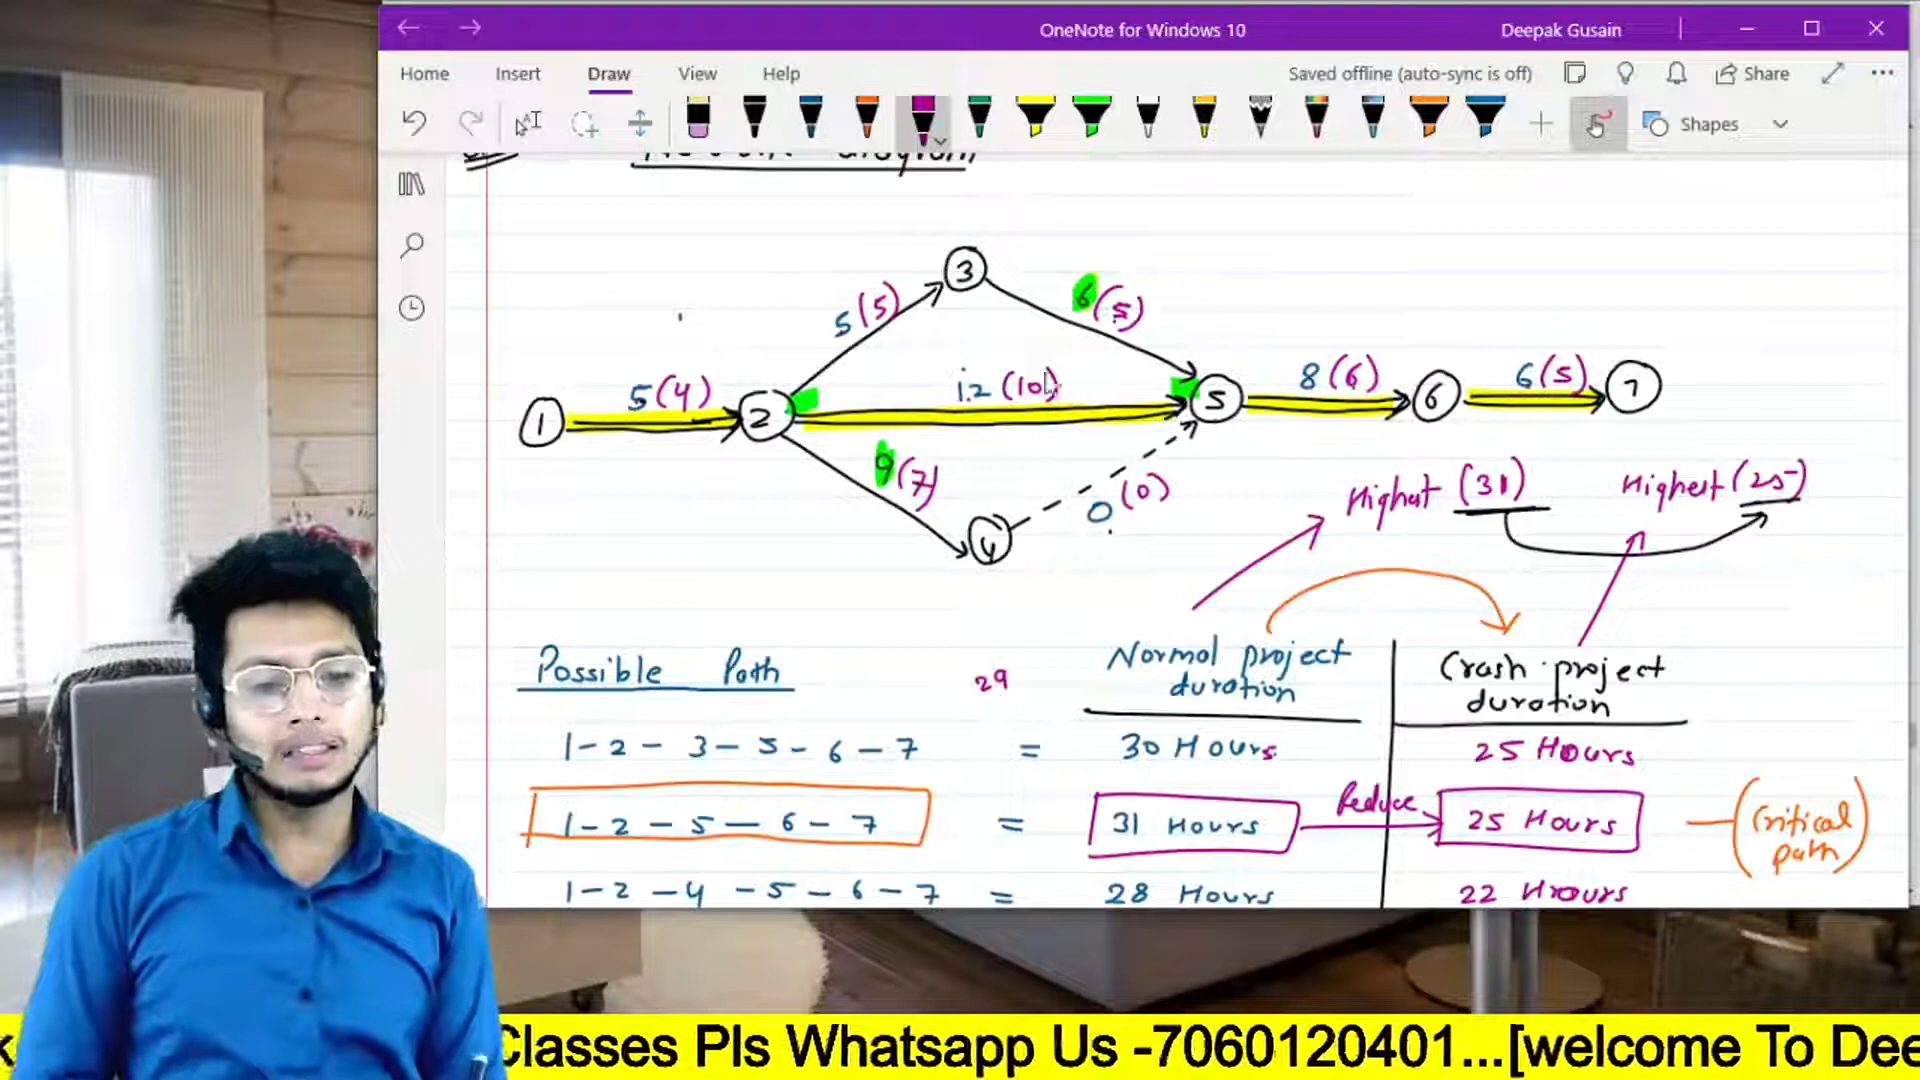 OneNote for Windows 10 Deepak Gusain
Home Insert Draw View Help Saved offline (auto-sync is off) Share
Shapes
diagram
3
5 (5) 6 (5)
1 5 (4) 2 12 (10) 5 8 (6) 6 6 (5) 7
9 (7) 4 0 (0)
Highest (31) Highest (25)
Possible Path 29 Normal project duration Crash project duration
1 - 2 - 3 - 5 - 6 - 7 = 30 Hours 25 Hours
1 - 2 - 5 - 6 - 7 = 31 Hours Reduce 25 Hours (Critical path)
1 - 2 - 4 - 5 - 6 - 7 = 28 Hours 22 Hours
Classes Pls Whatsapp Us -7060120401...[welcome To Dee